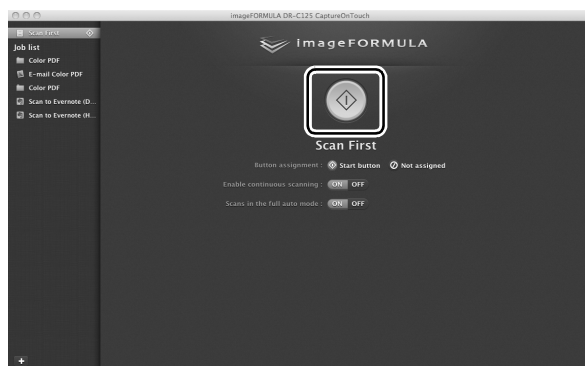 imageFORMULA DR-C125 CaptureOnTouch
Scan First
Job list
Color PDF
E-mail Color PDF
Color PDF
Scan to Evernote (D...
Scan to Evernote (H...
imageFORMULA
Scan First
Button assignment : Start button Not assigned
Enable continuous scanning : ON OFF
Scans in the full auto mode : ON OFF